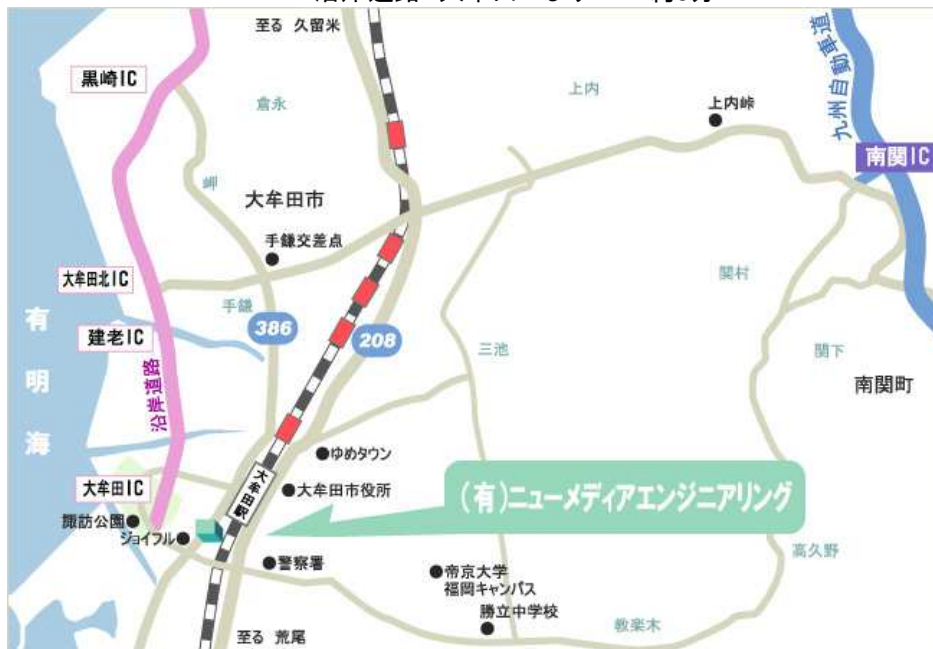 至る 久留米
黒崎IC
倉永
上内
上内峠
九州自動車道
南関IC
岬
大牟田市
手鎌交差点
大牟田北IC
関村
手鎌
有明海
386
208
建老IC
三池
関下
沿岸道路
南関町
ゆめタウン
大牟田駅
大牟田IC
大牟田市役所
(有)ニューメディアエンジニアリング
諏訪公園
ジョイフル
高久野
警察署
帝京大学
福岡キャンパス
勝立中学校
教楽木
至る 荒尾